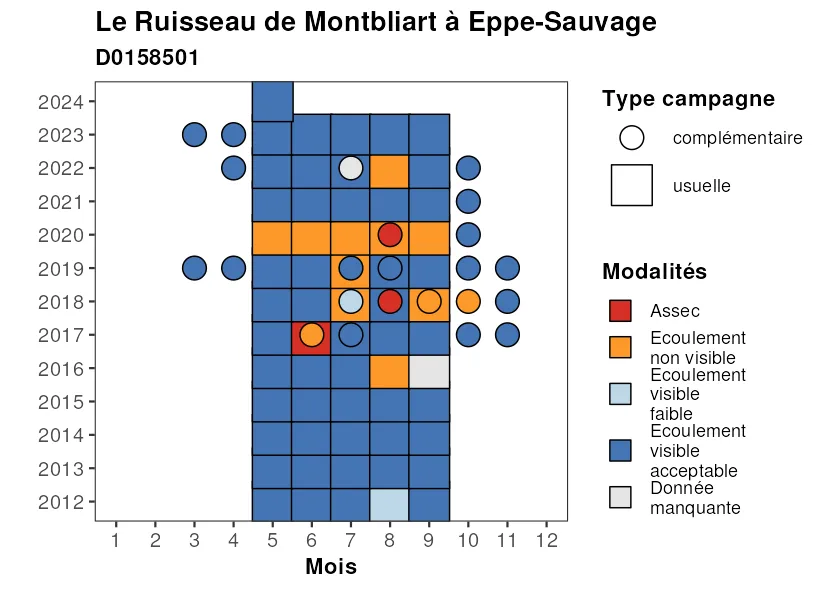 Le Ruisseau de Montbliart à Eppe-Sauvage
D0158501
2024
2023
2022
2021
2020
2019
2018
2017
2016
2015
2014
2013
2012
1 2 3 4 5 6 7 8 9 10 11 12
Mois
Type campagne
complémentaire
usuelle
Modalités
Assec
Ecoulement
non visible
Ecoulement
visible
faible
Ecoulement
visible
acceptable
Donnée
manquante